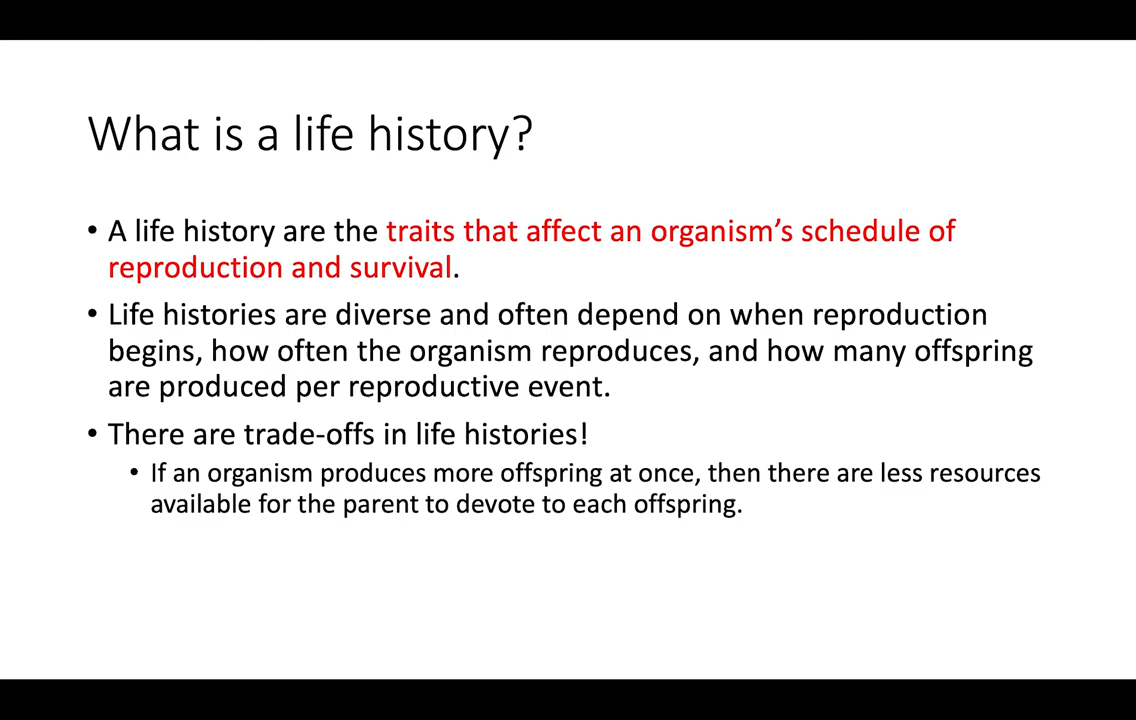 What is a life history?
• A life history are the traits that affect an organism’s schedule of
reproduction and survival.
• Life histories are diverse and often depend on when reproduction
begins, how often the organism reproduces, and how many offspring
are produced per reproductive event.
• There are trade-offs in life histories!
• If an organism produces more offspring at once, then there are less resources
available for the parent to devote to each offspring.